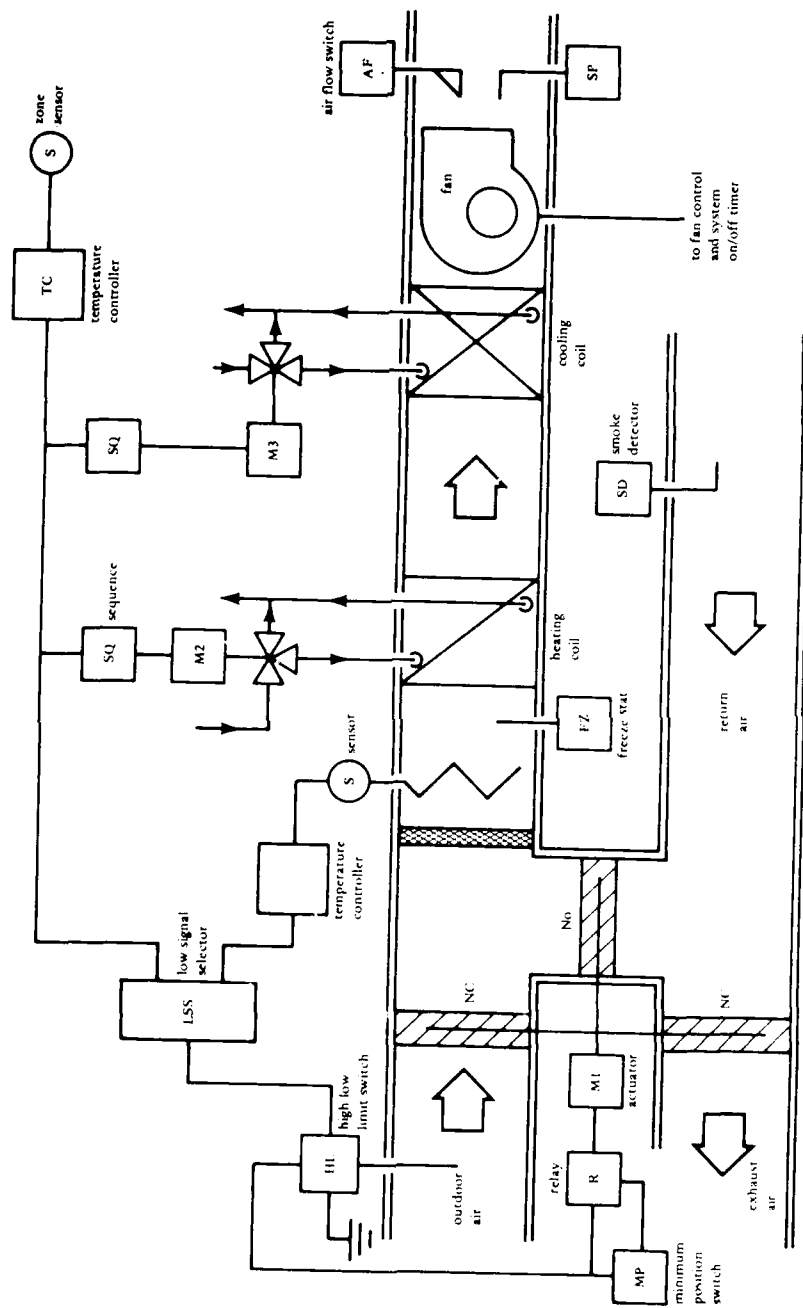 zone
sensor
S
TC
temperature
controller
SQ
M3
SQ
sequence
M2
S
sensor
temperature
controller
low signal
selector
LSS
high low
limit switch
HL
outdoor
air
air flow switch
AF
SP
fan
to fan control
and system
on/off timer
cooling
coil
heating
coil
FZ
freeze stat
smoke
detector
SD
return
air
NC
No
NC
M1
actuator
relay
R
exhaust
air
MP
minimum
position
switch